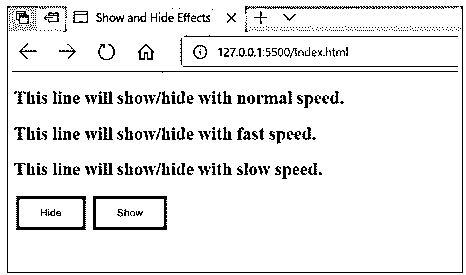 Show and Hide Effects
127.0.0.1:5500/index.html
This line will show/hide with normal speed.
This line will show/hide with fast speed.
This line will show/hide with slow speed.
Hide Show